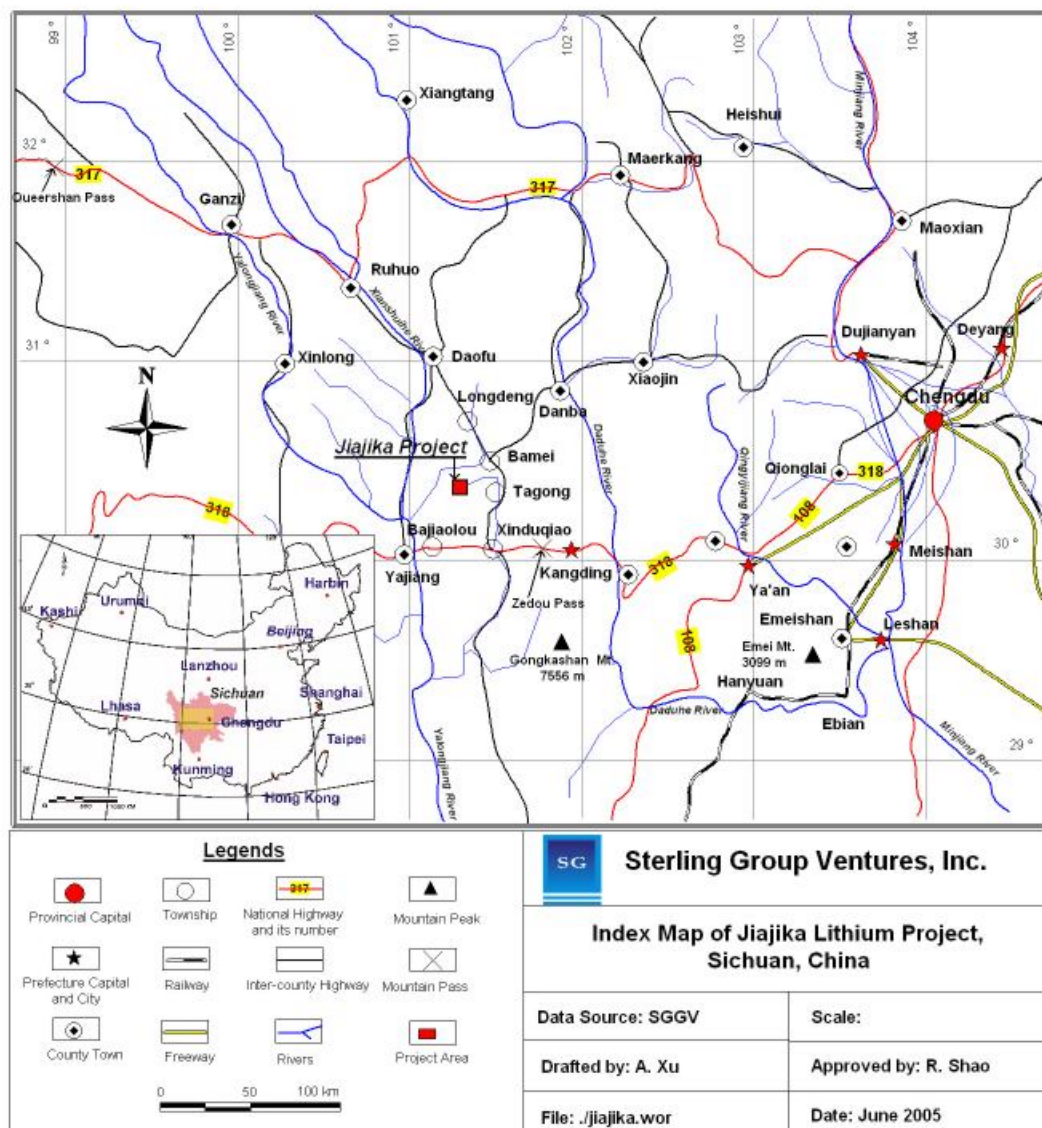 99 °
100
101
102
103
104
Xiangtang
Heishui
Minjiang River
32 °
Maerkang
317
317
Queershan Pass
Ganzi
Maoxian
Yalongjiang River
Ruhuo
Xianshuihe Rive
Dujianyan
Deyang
31 °
Xinlong
Daofu
Xiaojin
N
Longdeng
Danba
Chengdu
Jiajika Project
Bamei
Daduhe River
Qingyijiang River
Qionglai
318
Tagong
318
108
Bajiaolou
Xinduqiao
30 °
Yajiang
Kangding
318
Meishan
Zedou Pass
Ya'an
Emeishan
Leshan
108
Emei Mt.
3099 m
Gongkashan Mt.
7556 m
Hanyuan
Daduhe River
Ebian
Yalongjiang River
Minjiang River
29 °
Harbin
Urumqi
Kashi
Beijing
Lanzhou
Sichuan
Shanghai
Lhasa
Chengdu
Taipei
Kunming
Hong Kong
Legends
Provincial Capital
Township
317
National Highway
and its number
Mountain Peak
Prefecture Capital
and City
Railway
Inter-county Highway
Mountain Pass
County Town
Freeway
Rivers
Project Area
0 50 100 km
SG
Sterling Group Ventures, Inc.
Index Map of Jiajika Lithium Project,
Sichuan, China
Data Source: SGGV
Scale:
Drafted by: A. Xu
Approved by: R. Shao
File: ./jiajika.wor
Date: June 2005